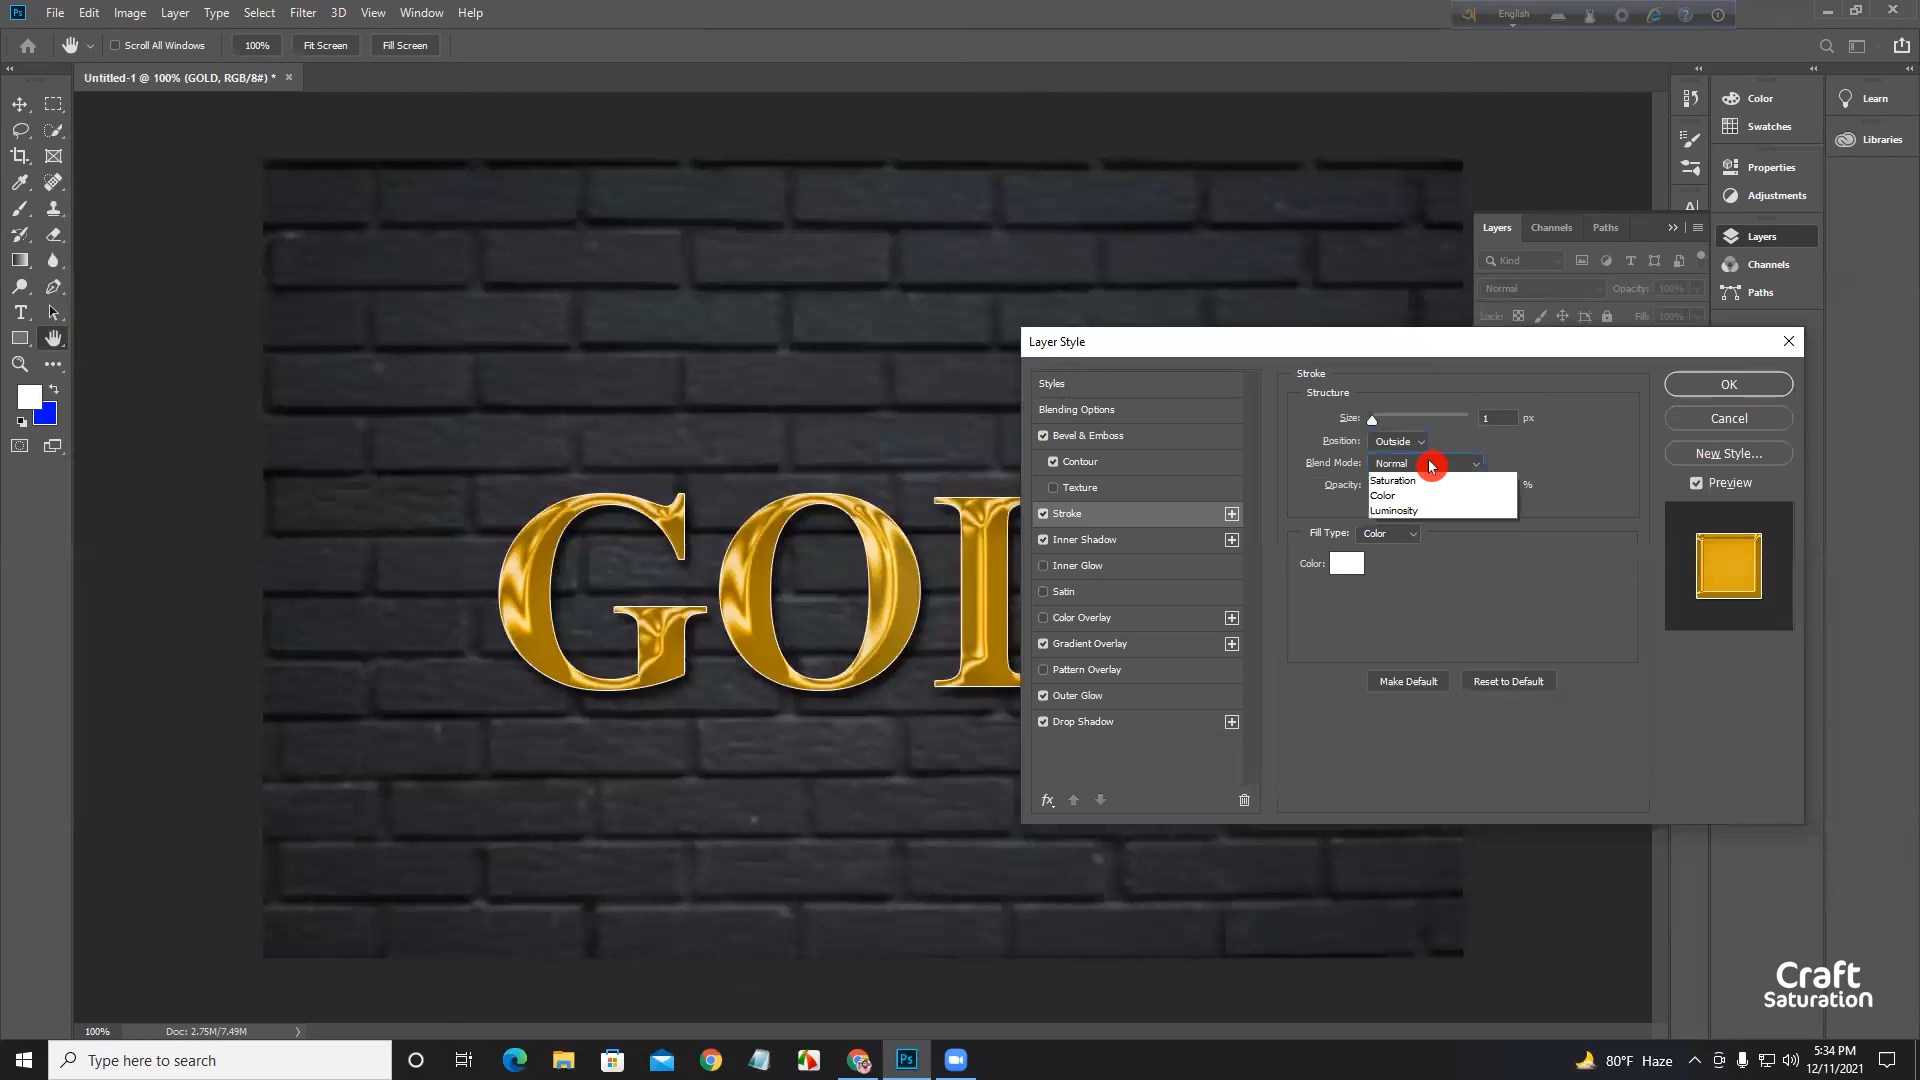 Ps File Edit Image Layer Type Select Filter 3D View Window Help
English
Scroll All Windows 100% Fit Screen Fill Screen
Untitled-1 @ 100% (GOLD, RGB/8#) * ×
Color
Swatches
Properties
Adjustments
Layers
Channels
Paths
Learn
Libraries
Layers Channels Paths
Kind
Normal Opacity: 100%
Lock: Fill: 100%
GOL
Layer Style
Styles
Blending Options
Bevel & Emboss
Contour
Texture
Stroke
Inner Shadow
Inner Glow
Satin
Color Overlay
Gradient Overlay
Pattern Overlay
Outer Glow
Drop Shadow
fx
Stroke
Structure
Size: 1 px
Position: Outside
Blend Mode: Normal
Saturation
Color
Luminosity
Opacity: %
Fill Type: Color
Color:
Make Default Reset to Default
OK
Cancel
New Style...
Preview
Craft
Saturation
100% Doc: 2.75M/7.49M
Type here to search
Ps
80°F Haze
5:34 PM
12/11/2021